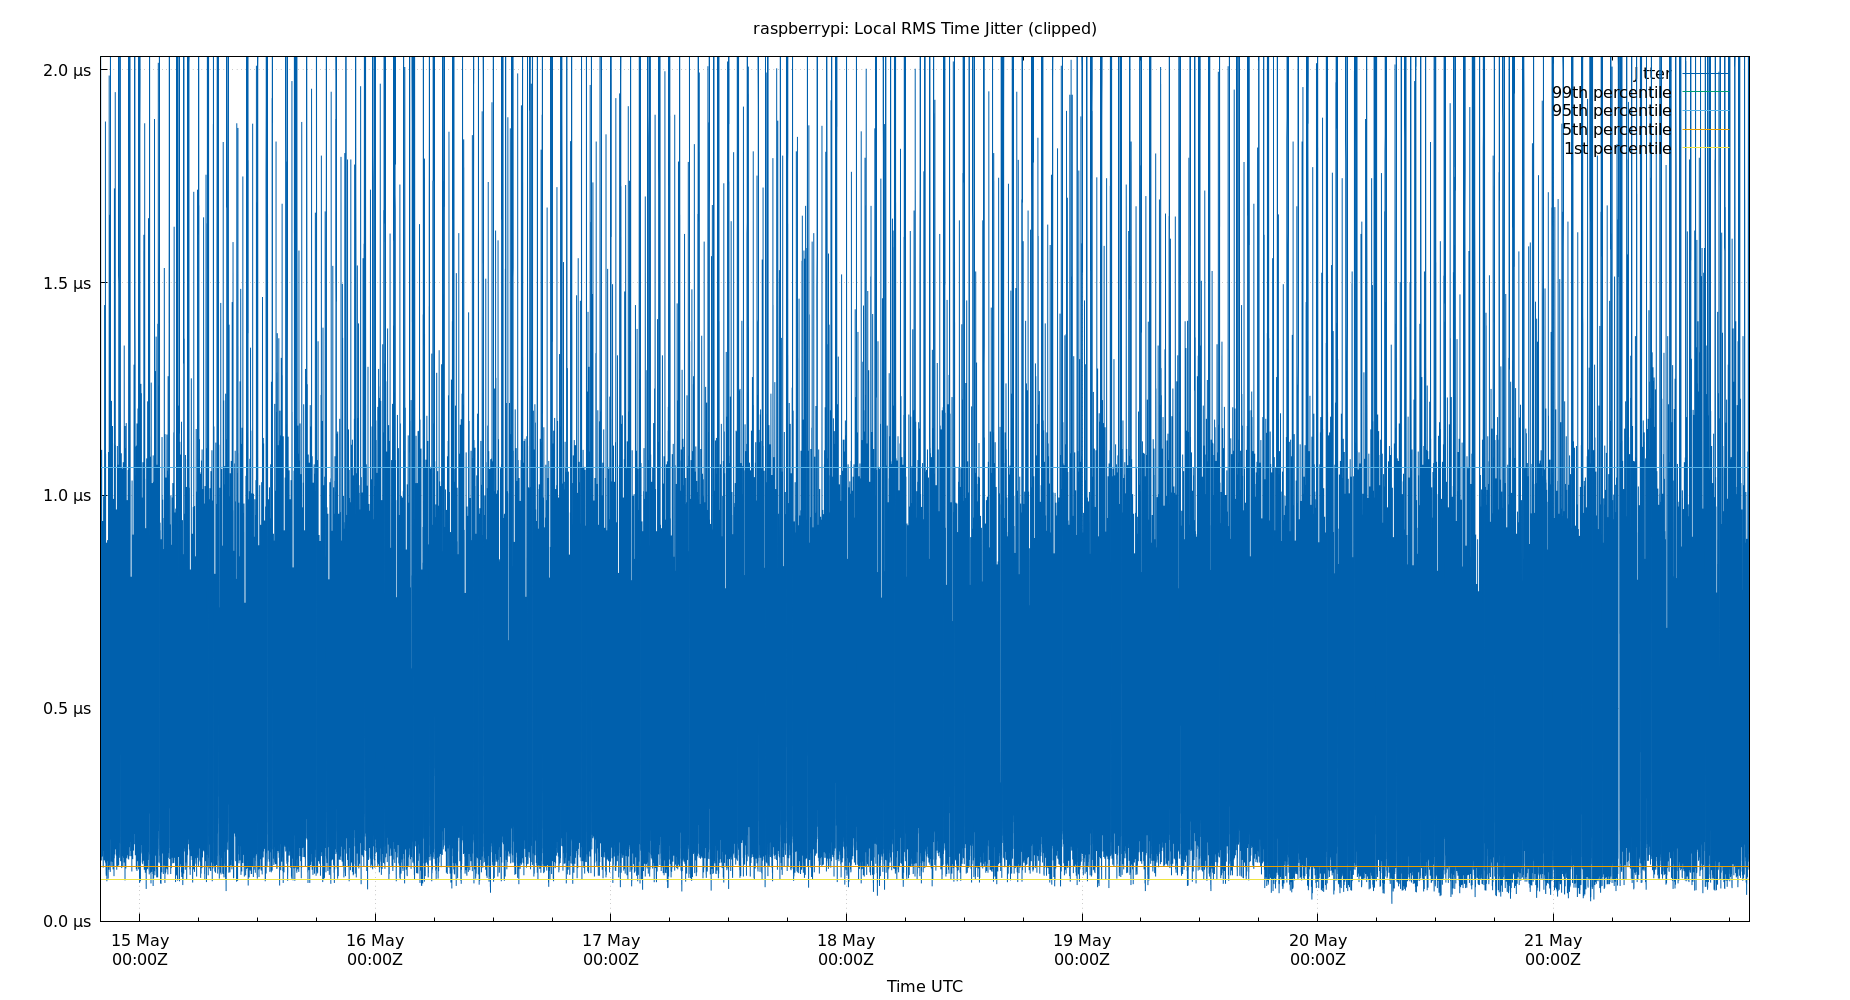 raspberrypi: Local RMS Time Jitter (clipped)
2.0 µs
1.5 µs
1.0 µs
0.5 µs
0.0 µs
Jitter
99th percentile
95th percentile
5th percentile
1st percentile
15 May
00:00Z
16 May
00:00Z
17 May
00:00Z
18 May
00:00Z
19 May
00:00Z
20 May
00:00Z
21 May
00:00Z
Time UTC